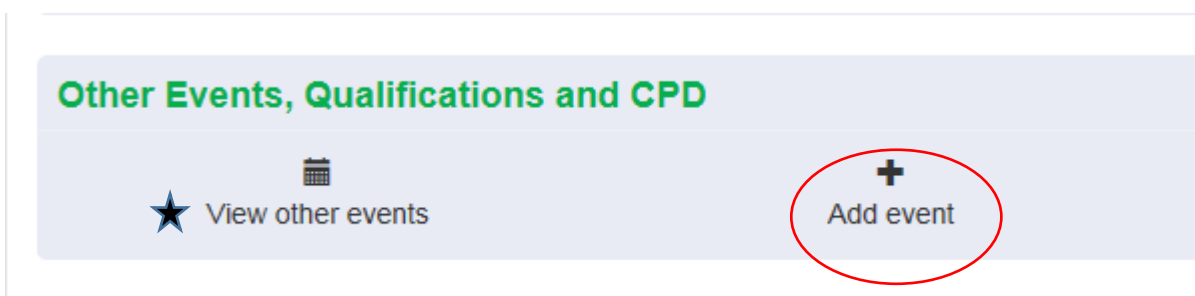 Other Events, Qualifications and CPD
View other events
Add event